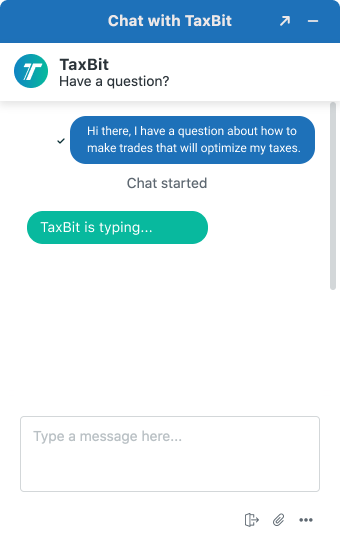 Chat with TaxBit
TaxBit
Have a question?
Hi there, I have a question about how to
make trades that will optimize my taxes.
Chat started
TaxBit is typing...
Type a message here...